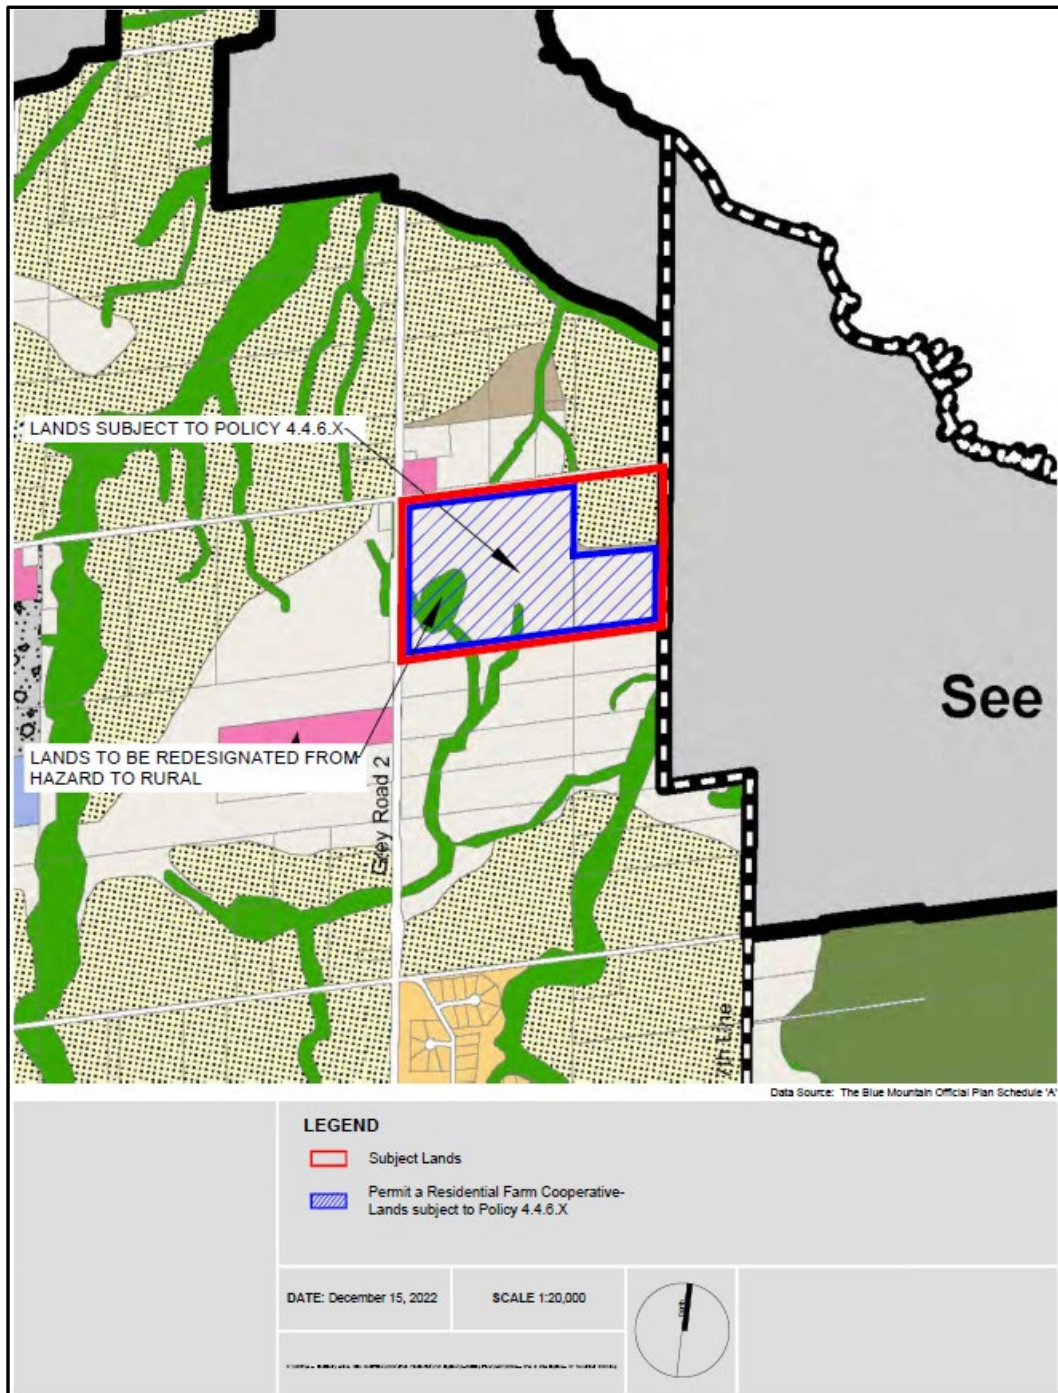 LANDS SUBJECT TO POLICY 4.4.6.X
See
LANDS TO BE REDESIGNATED FROM
HAZARD TO RURAL
Grey Road 2
7th Line
Data Source: The Blue Mountain Official Plan Schedule 'A'
LEGEND
Subject Lands
Permit a Residential Farm Cooperative-
Lands subject to Policy 4.4.6.X
DATE: December 15, 2022
SCALE 1:20,000
north